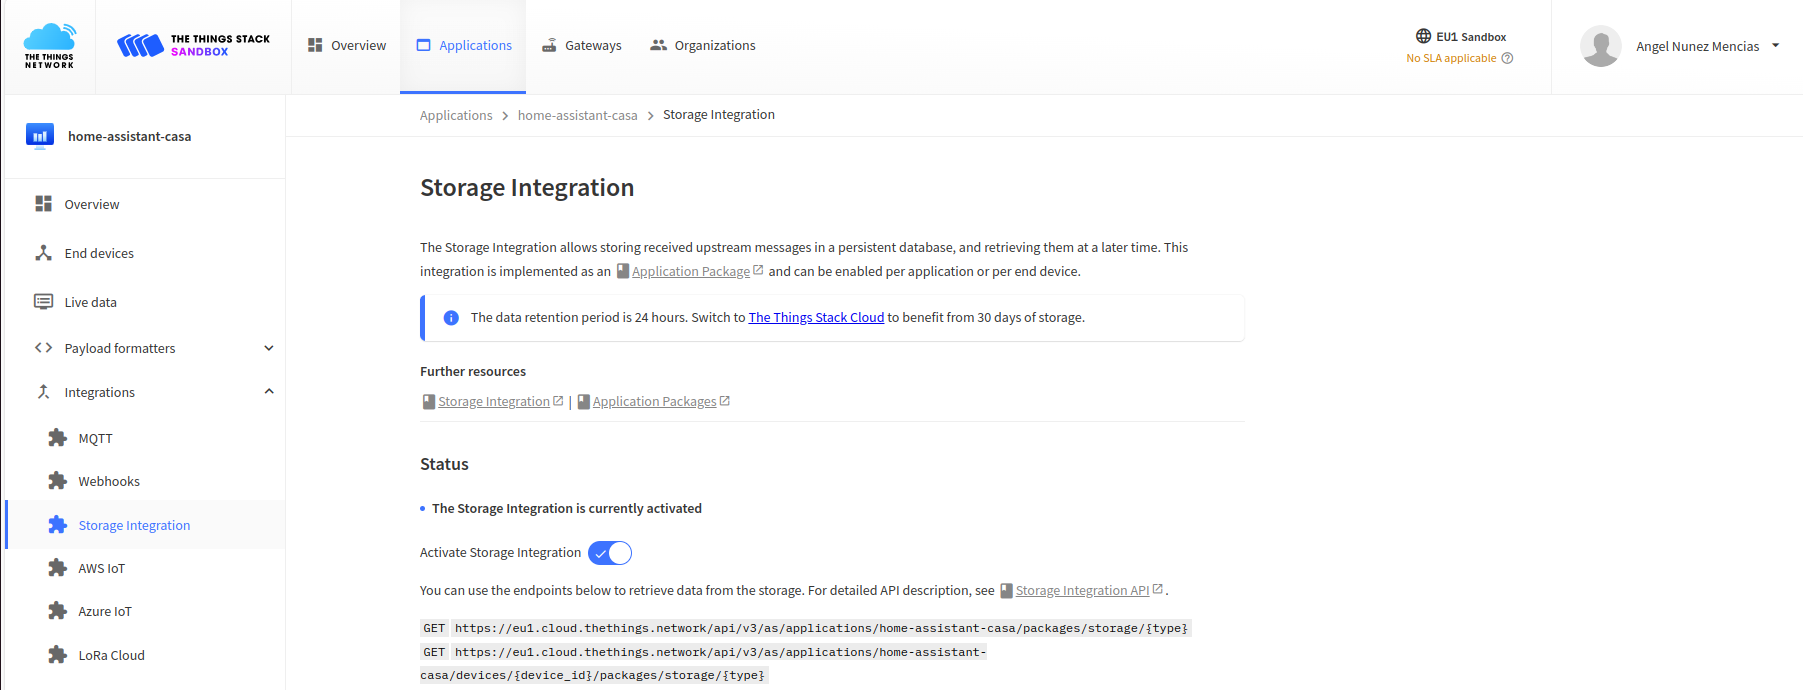 THE THINGS
NETWORK
THE THINGS STACK
SANDBOX
Overview
Applications
Gateways
Organizations
EU1 Sandbox
No SLA applicable
Angel Nunez Mencias
home-assistant-casa
Overview
End devices
Live data
Payload formatters
Integrations
MQTT
Webhooks
Storage Integration
AWS IoT
Azure IoT
LoRa Cloud
Applications > home-assistant-casa > Storage Integration
Storage Integration
The Storage Integration allows storing received upstream messages in a persistent database, and retrieving them at a later time. This
integration is implemented as an Application Package and can be enabled per application or per end device.
The data retention period is 24 hours. Switch to The Things Stack Cloud to benefit from 30 days of storage.
Further resources
Storage Integration | Application Packages
Status
The Storage Integration is currently activated
Activate Storage Integration
You can use the endpoints below to retrieve data from the storage. For detailed API description, see Storage Integration API .
GET https://eu1.cloud.thethings.network/api/v3/as/applications/home-assistant-casa/packages/storage/{type}
GET https://eu1.cloud.thethings.network/api/v3/as/applications/home-assistant-
casa/devices/{device_id}/packages/storage/{type}